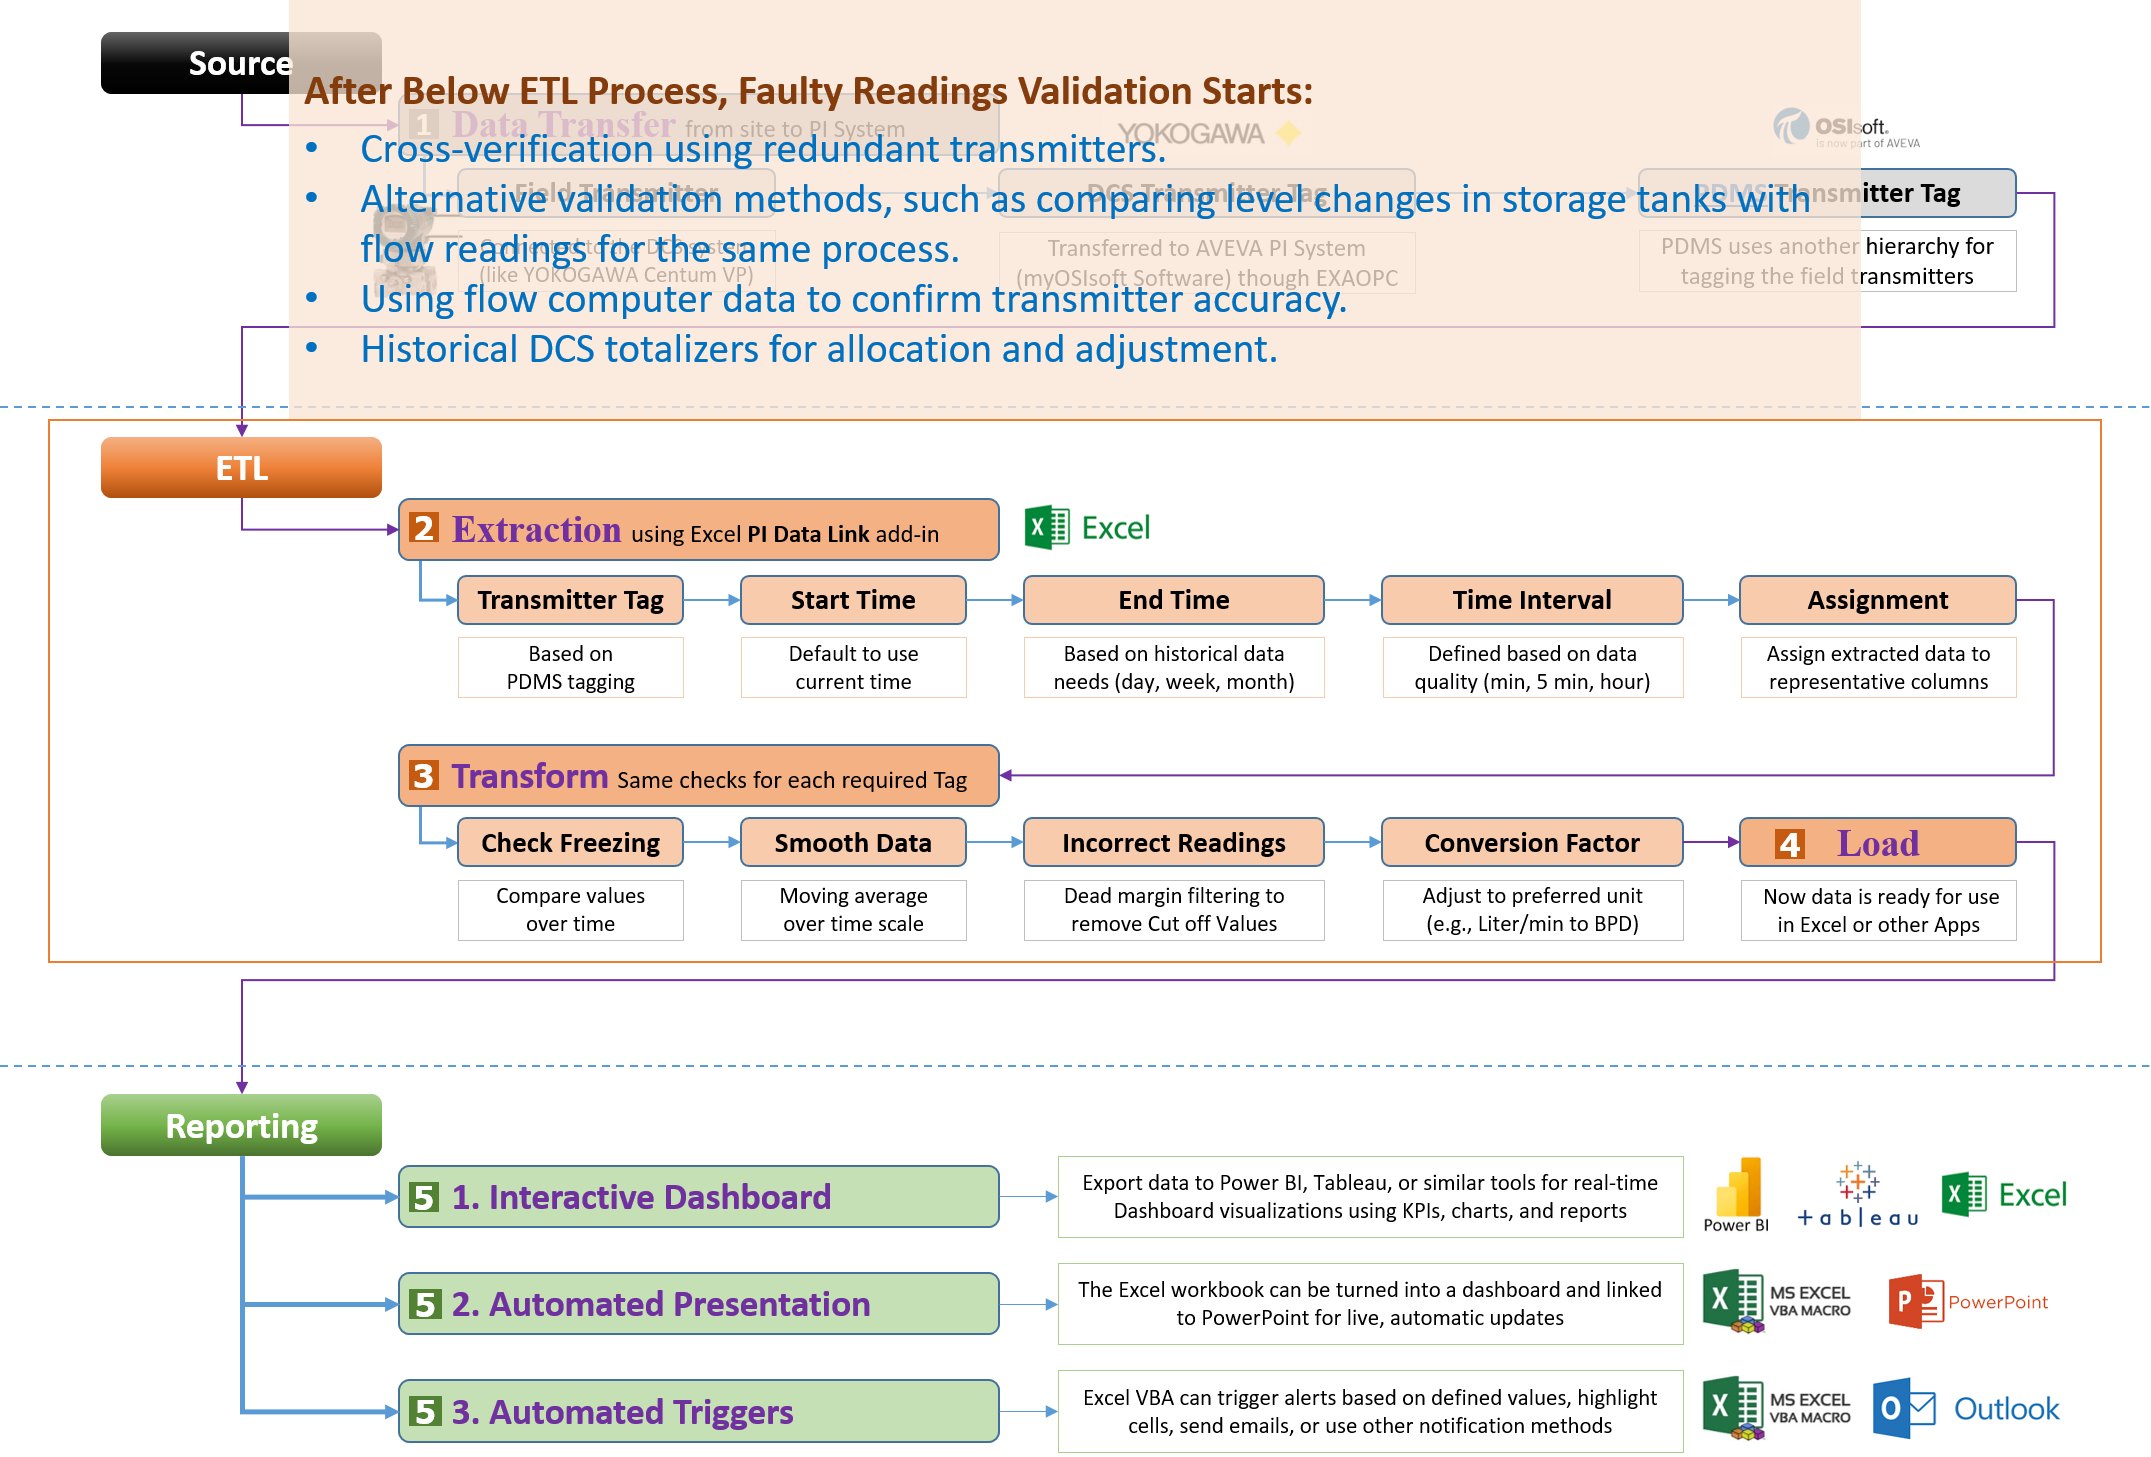 Source
After Below ETL Process, Faulty Readings Validation Starts:
1 Data Transfer from site to PI System
YOKOGAWA
OSIsoft.
is now part of AVEVA
• Cross-verification using redundant transmitters.
Field Transmitter
DCS Transmitter Tag
PDMS Transmitter Tag
• Alternative validation methods, such as comparing level changes in storage tanks with
flow readings for the same process.
Connected to the DCS system
(like YOKOGAWA Centum VP)
Transferred to AVEVA PI System
(myOSIsoft Software) though EXAOPC
PDMS uses another hierarchy for
tagging the field transmitters
• Using flow computer data to confirm transmitter accuracy.
• Historical DCS totalizers for allocation and adjustment.
ETL
2 Extraction using Excel PI Data Link add-in
Excel
Transmitter Tag
Start Time
End Time
Time Interval
Assignment
Based on
PDMS tagging
Default to use
current time
Based on historical data
needs (day, week, month)
Defined based on data
quality (min, 5 min, hour)
Assign extracted data to
representative columns
3 Transform Same checks for each required Tag
Check Freezing
Smooth Data
Incorrect Readings
Conversion Factor
4 Load
Compare values
over time
Moving average
over time scale
Dead margin filtering to
remove Cut off Values
Adjust to preferred unit
(e.g., Liter/min to BPD)
Now data is ready for use
in Excel or other Apps
Reporting
5 1. Interactive Dashboard
Export data to Power BI, Tableau, or similar tools for real-time
Dashboard visualizations using KPIs, charts, and reports
Power BI
+ableau
Excel
5 2. Automated Presentation
The Excel workbook can be turned into a dashboard and linked
to PowerPoint for live, automatic updates
MS EXCEL
VBA MACRO
PowerPoint
5 3. Automated Triggers
Excel VBA can trigger alerts based on defined values, highlight
cells, send emails, or use other notification methods
MS EXCEL
VBA MACRO
Outlook